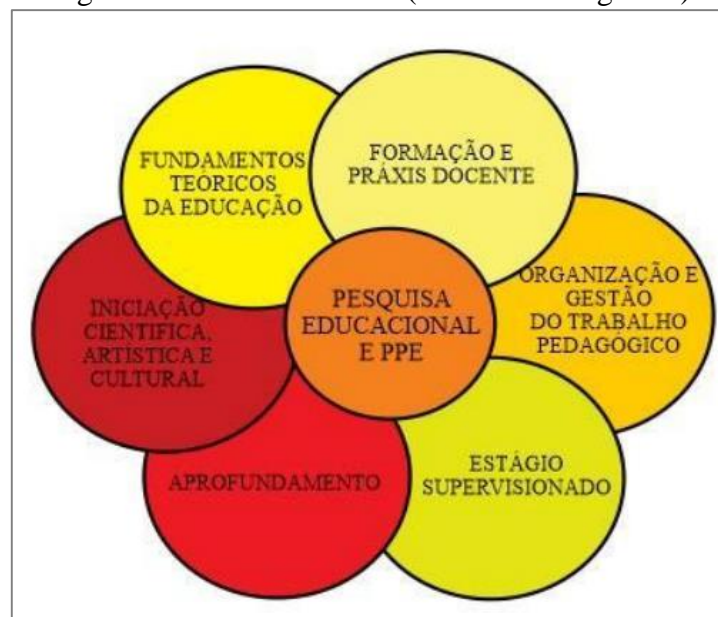 FUNDAMENTOS
TEÓRICOS
DA EDUCAÇÃO
FORMAÇÃO E
PRÁXIS DOCENTE
ORGANIZAÇÃO E
GESTÃO
DO TRABALHO
PEDAGÓGICO
PESQUISA
EDUCACIONAL
E PPE
INICIAÇÃO
CIENTIFICA,
ARTÍSTICA E
CULTURAL
APROFUNDAMENTO
ESTÁGIO
SUPERVISIONADO